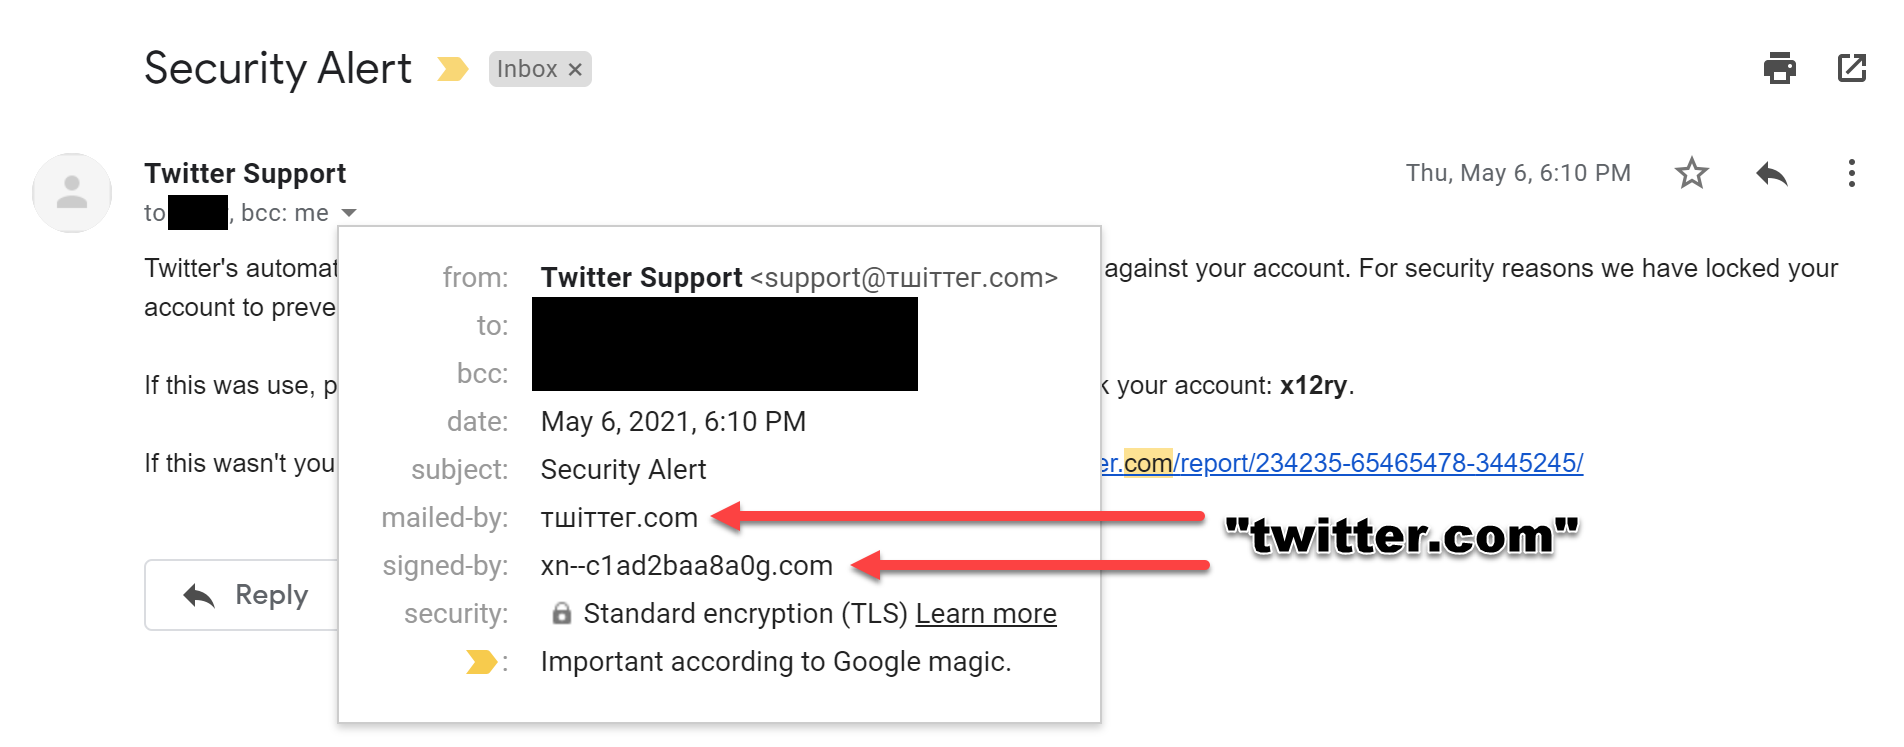 Security Alert Inbox ×
Twitter Support Thu, May 6, 6:10 PM
to , bcc: me
Twitter's automat against your account. For security reasons we have locked your
account to preve
If this was use, p k your account: x12ry.
If this wasn't you er.com/report/234235-65465478-3445245/
Reply
from: Twitter Support <support@тшіттег.com>
to:
bcc:
date: May 6, 2021, 6:10 PM
subject: Security Alert
mailed-by: тшіттег.com
signed-by: xn--c1ad2baa8a0g.com
security: Standard encryption (TLS) Learn more
: Important according to Google magic.
"twitter.com"